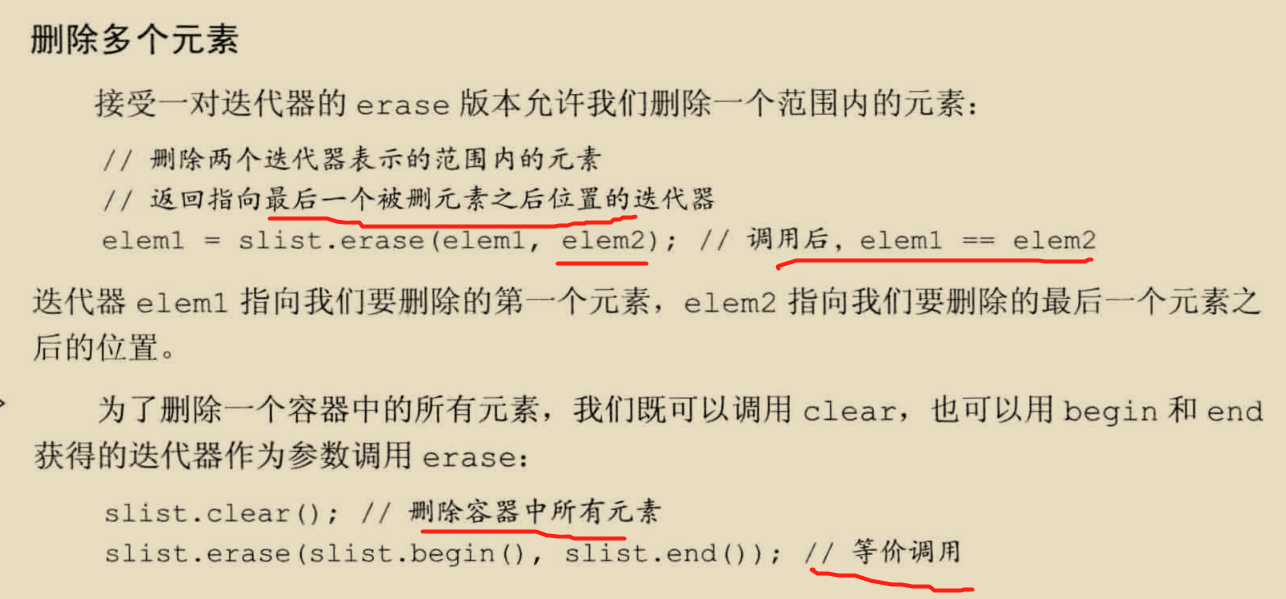 删除多个元素
接受一对迭代器的 erase 版本允许我们删除一个范围内的元素：
// 删除两个迭代器表示的范围内的元素
// 返回指向最后一个被删元素之后位置的迭代器
elem1 = slist.erase(elem1, elem2); // 调用后，elem1 == elem2
迭代器 elem1 指向我们要删除的第一个元素，elem2 指向我们要删除的最后一个元素之
后的位置。
为了删除一个容器中的所有元素，我们既可以调用 clear，也可以用 begin 和 end
获得的迭代器作为参数调用 erase：
slist.clear(); // 删除容器中所有元素
slist.erase(slist.begin(), slist.end()); // 等价调用